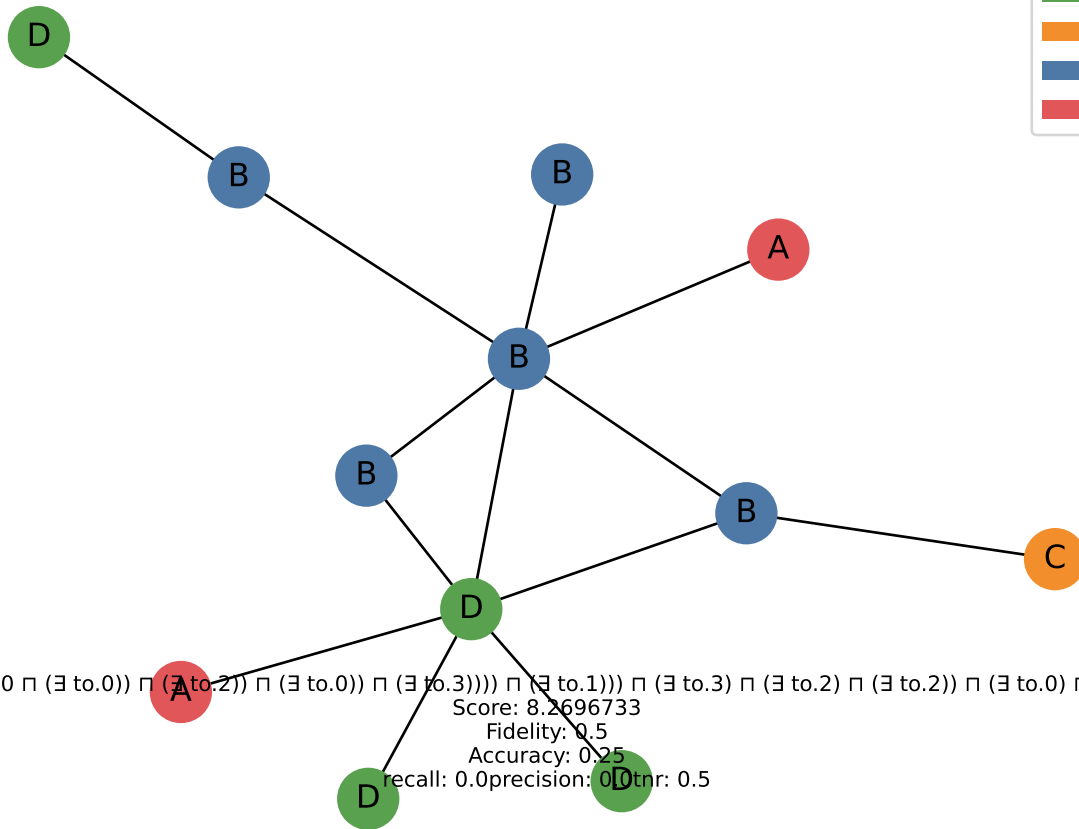 D
B
B
A
B
B
B
C
D
A
0 ⊓ (∃ to.0)) ⊓ (∃ to.2)) ⊓ (∃ to.0)) ⊓ (∃ to.3)))) ⊓ (∃ to.1))) ⊓ (∃ to.3) ⊓ (∃ to.2) ⊓ (∃ to.2)) ⊓ (∃ to.0) ⊓
Score: 8.2696733
Fidelity: 0.5
Accuracy: 0.25
recall: 0.0precision: 0.0tnr: 0.5
D
D